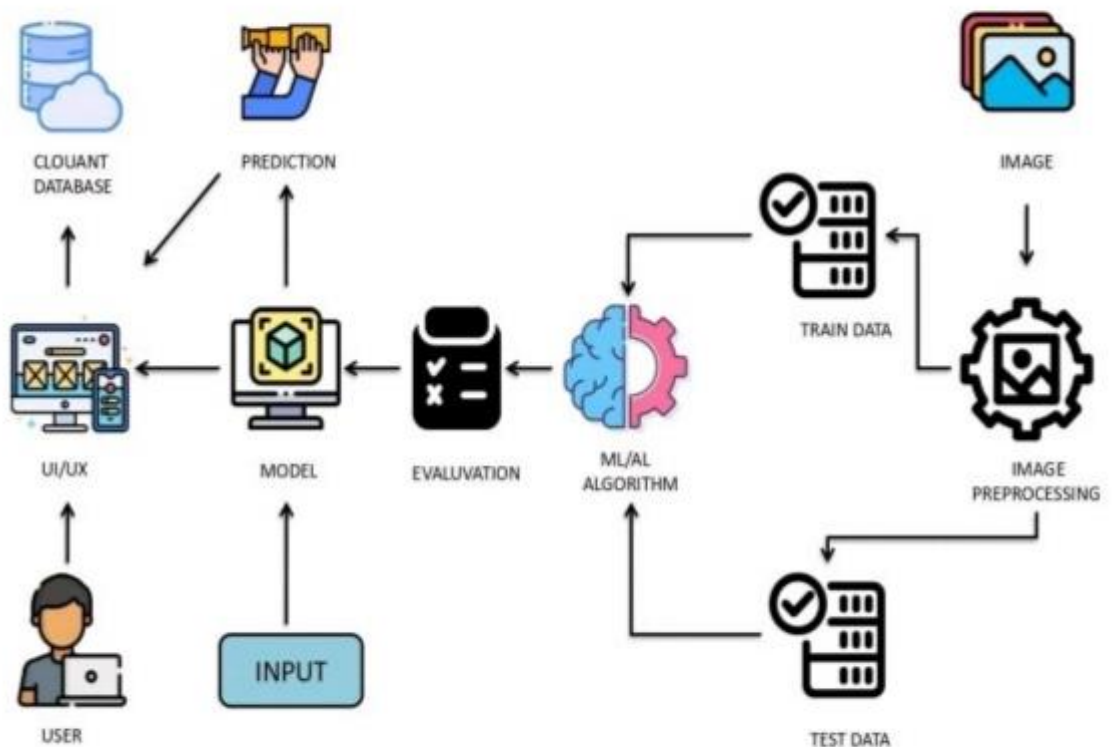 CLOUANT
DATABASE
PREDICTION
IMAGE
TRAIN DATA
UI/UX
MODEL
EVALUVATION
ML/AL
ALGORITHM
IMAGE
PREPROCESSING
INPUT
USER
TEST DATA